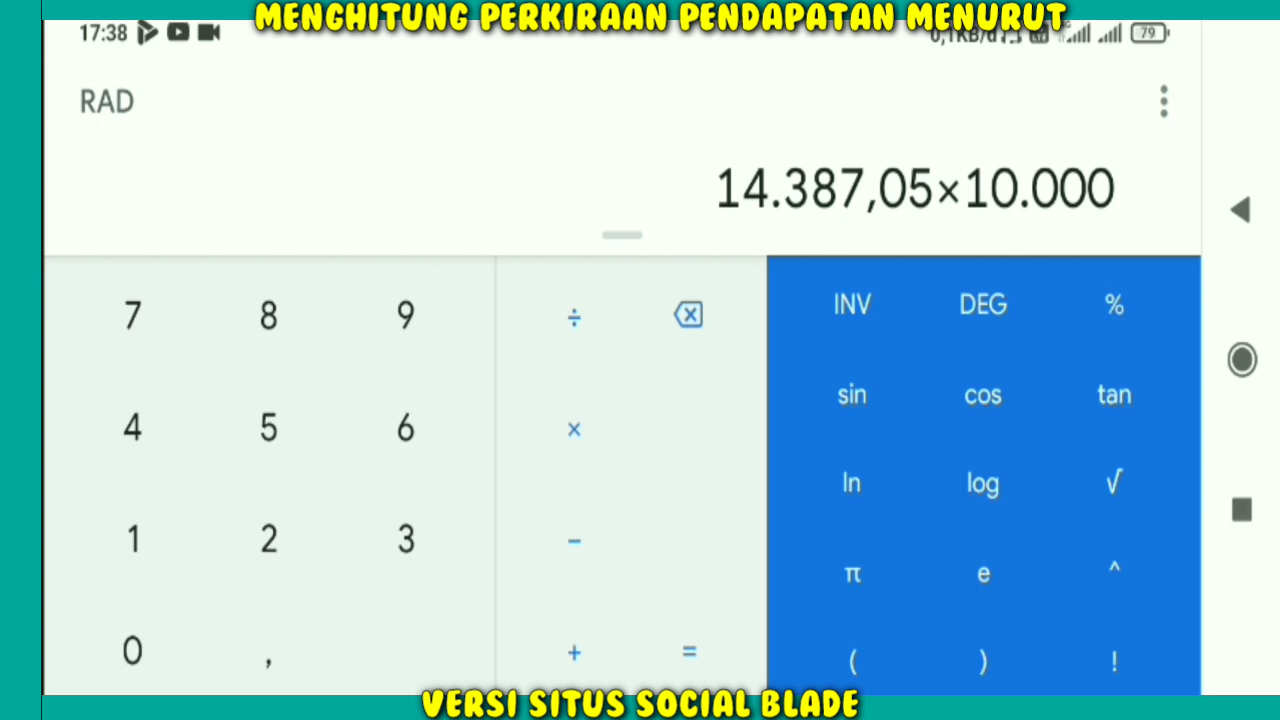 MENGHITUNG PERKIRAAN PENDAPATAN MENURUT
17:38
79
RAD
14.387,05×10.000
7 8 9 ÷ INV DEG %
4 5 6 × sin cos tan
1 2 3 − ln log √
0 , + = π e ^
( ) !
VERSI SITUS SOCIAL BLADE